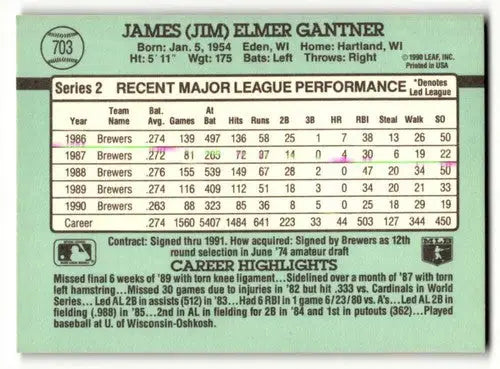 703
JAMES (JIM) ELMER GANTNER
Born: Jan. 5, 1954 Eden, WI Home: Hartland, WI
Ht: 5' 11" Wgt: 175 Bats: Left Throws: Right
© 1990 LEAF, INC.
Printed in USA
Series 2 RECENT MAJOR LEAGUE PERFORMANCE *Denotes Led League
Year Team Name Bat. Avg. Games At Bat Hits Runs 2B 3B HR RBI Steal Walk SO
1986 Brewers .274 139 497 136 58 25 1 7 38 13 26 50
1987 Brewers .272 81 263 72 37 14 0 4 30 6 19 22
1988 Brewers .276 155 539 149 67 28 2 0 47 20 34 50
1989 Brewers .274 116 409 112 51 18 3 0 34 20 21 33
1990 Brewers .263 88 323 85 36 8 5 0 25 18 29 19
Career .274 1560 5407 1484 641 223 33 44 503 127 344 450
Contract: Signed thru 1991. How acquired: Signed by Brewers as 12th
round selection in June '74 amateur draft
CAREER HIGHLIGHTS
Missed final 6 weeks of '89 with torn knee ligament...Sidelined over a month of '87 with torn
left hamstring...Missed 30 games due to injuries in '82 but hit .333 vs. Cardinals in World
Series... Led AL 2B in assists (512) in '83...Had 6 RBI in 1 game 6/23/80 vs. A's...Led AL 2B in
fielding (.988) in '85...2nd in AL in fielding for 2B in '84 and 1st in putouts (362)...Played
baseball at U. of Wisconsin-Oshkosh.